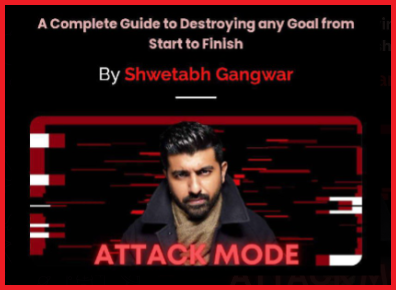 A Complete Guide to Destroying any Goal from
Start to Finish
By Shwetabh Gangwar
ATTACK MODE